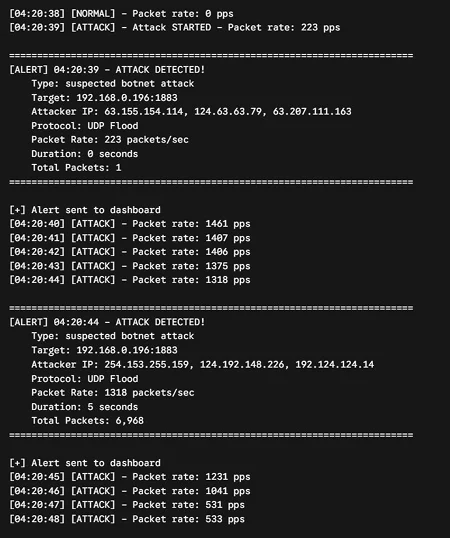 [04:20:38] [NORMAL] - Packet rate: 0 pps
[04:20:39] [ATTACK] - Attack STARTED - Packet rate: 223 pps
======================================================================
[ALERT] 04:20:39 - ATTACK DETECTED!
Type: suspected botnet attack
Target: 192.168.0.196:1883
Attacker IP: 63.155.154.114, 124.63.63.79, 63.207.111.163
Protocol: UDP Flood
Packet Rate: 223 packets/sec
Duration: 0 seconds
Total Packets: 1
======================================================================
[+] Alert sent to dashboard
[04:20:40] [ATTACK] - Packet rate: 1461 pps
[04:20:41] [ATTACK] - Packet rate: 1407 pps
[04:20:42] [ATTACK] - Packet rate: 1406 pps
[04:20:43] [ATTACK] - Packet rate: 1375 pps
[04:20:44] [ATTACK] - Packet rate: 1318 pps
======================================================================
[ALERT] 04:20:44 - ATTACK DETECTED!
Type: suspected botnet attack
Target: 192.168.0.196:1883
Attacker IP: 254.153.255.159, 124.192.148.226, 192.124.124.14
Protocol: UDP Flood
Packet Rate: 1318 packets/sec
Duration: 5 seconds
Total Packets: 6,968
======================================================================
[+] Alert sent to dashboard
[04:20:45] [ATTACK] - Packet rate: 1231 pps
[04:20:46] [ATTACK] - Packet rate: 1041 pps
[04:20:47] [ATTACK] - Packet rate: 531 pps
[04:20:48] [ATTACK] - Packet rate: 533 pps